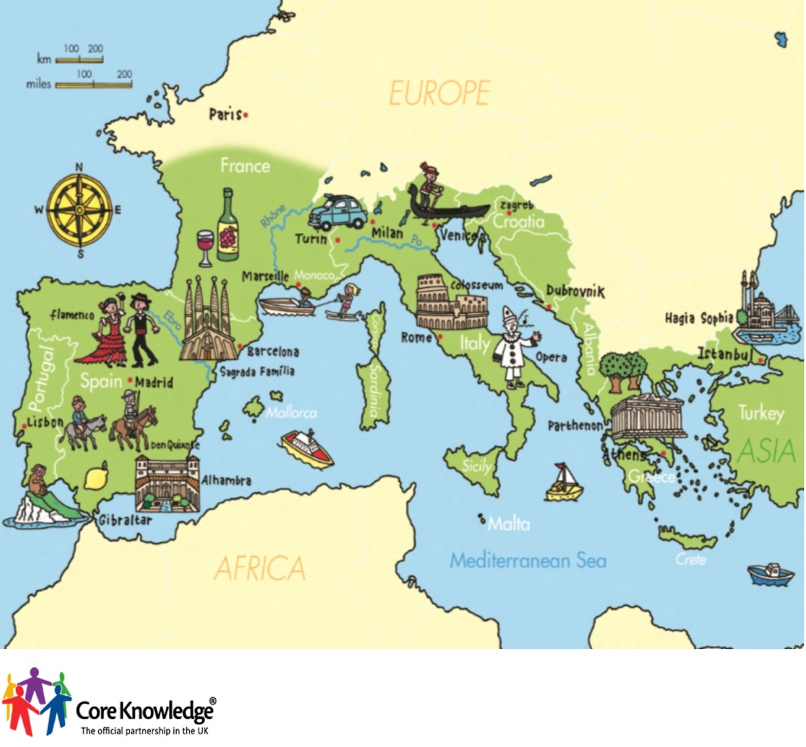 100 200
km
100 200
miles
EUROPE
Paris
France
N
W E
S
Rhône
Turin
Milan
Po
Venice
Zagreb
Croatia
Marseille
Monaco
Colosseum
Dubrovnik
Flamenco
Ebro
Barcelona
Sagrada Família
Corsica
Sardinia
Rome
Italy
Opera
Albania
Hagia Sophia
Istanbul
Portugal
Spain
Madrid
Lisbon
Don Quixote
Mallorca
Parthenon
Athens
Greece
Turkey
ASIA
Alhambra
Gibraltar
Sicily
Malta
Mediterranean Sea
Crete
AFRICA
Core Knowledge®
The official partnership in the UK